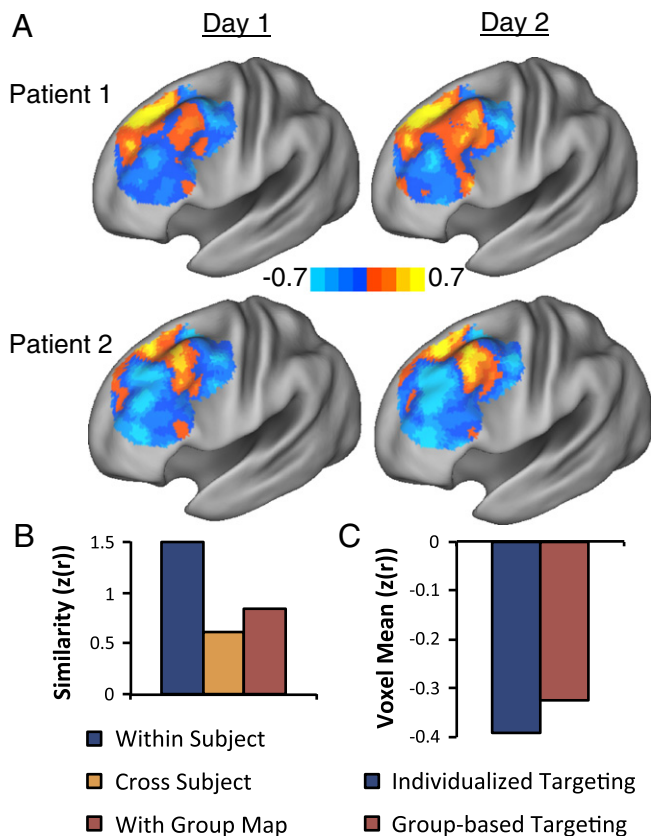 A
Day 1
Day 2
Patient 1
-0.7
0.7
Patient 2
B
Similarity (z(r))
1.5
1
0.5
0
Within Subject
Cross Subject
With Group Map
C
Voxel Mean (z(r))
0
-0.1
-0.2
-0.3
-0.4
Individualized Targeting
Group-based Targeting